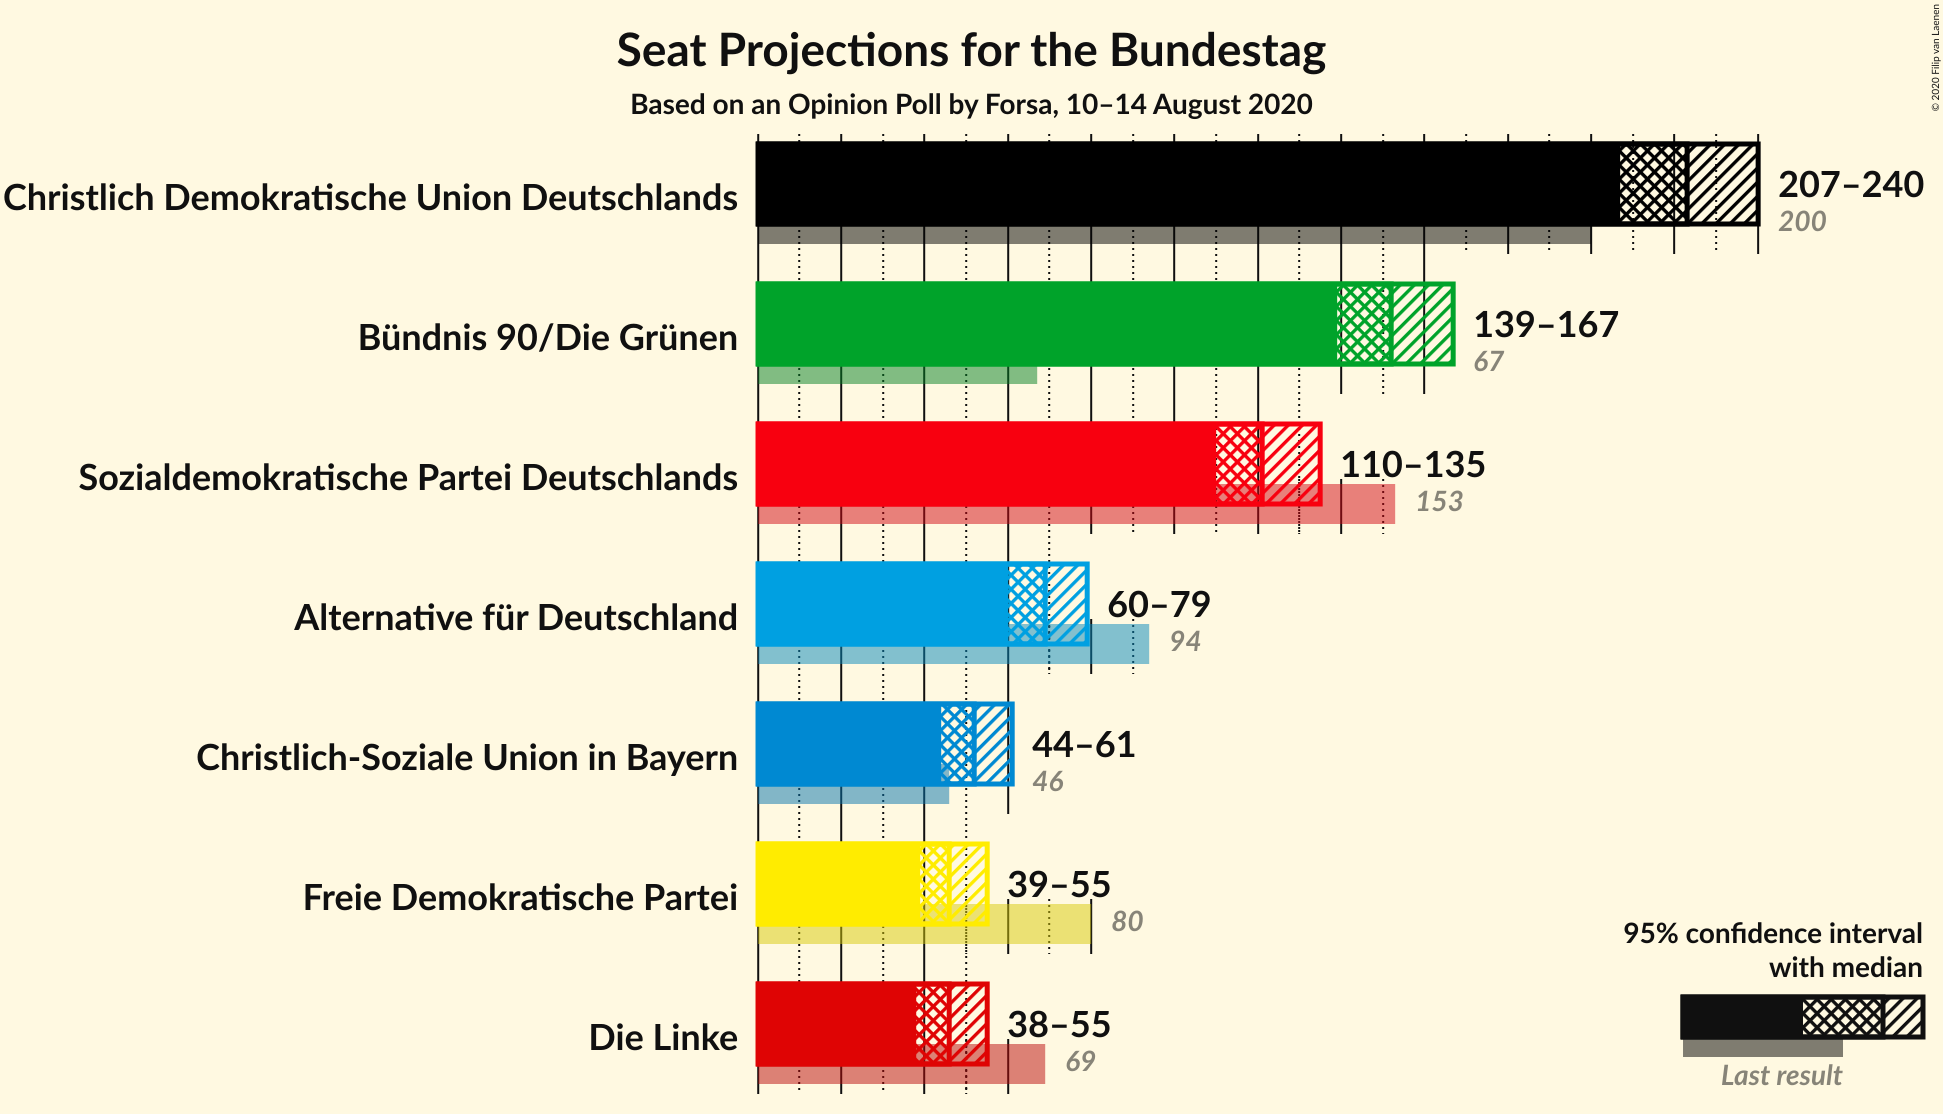 Seat Projections for the Bundestag
Based on an Opinion Poll by Forsa, 10–14 August 2020
© 2020 Filip van Laenen
Christlich Demokratische Union Deutschlands
207–240
200
Bündnis 90/Die Grünen
139–167
67
Sozialdemokratische Partei Deutschlands
110–135
153
Alternative für Deutschland
60–79
94
Christlich-Soziale Union in Bayern
44–61
46
Freie Demokratische Partei
39–55
80
Die Linke
38–55
69
95% confidence interval
with median
Last result